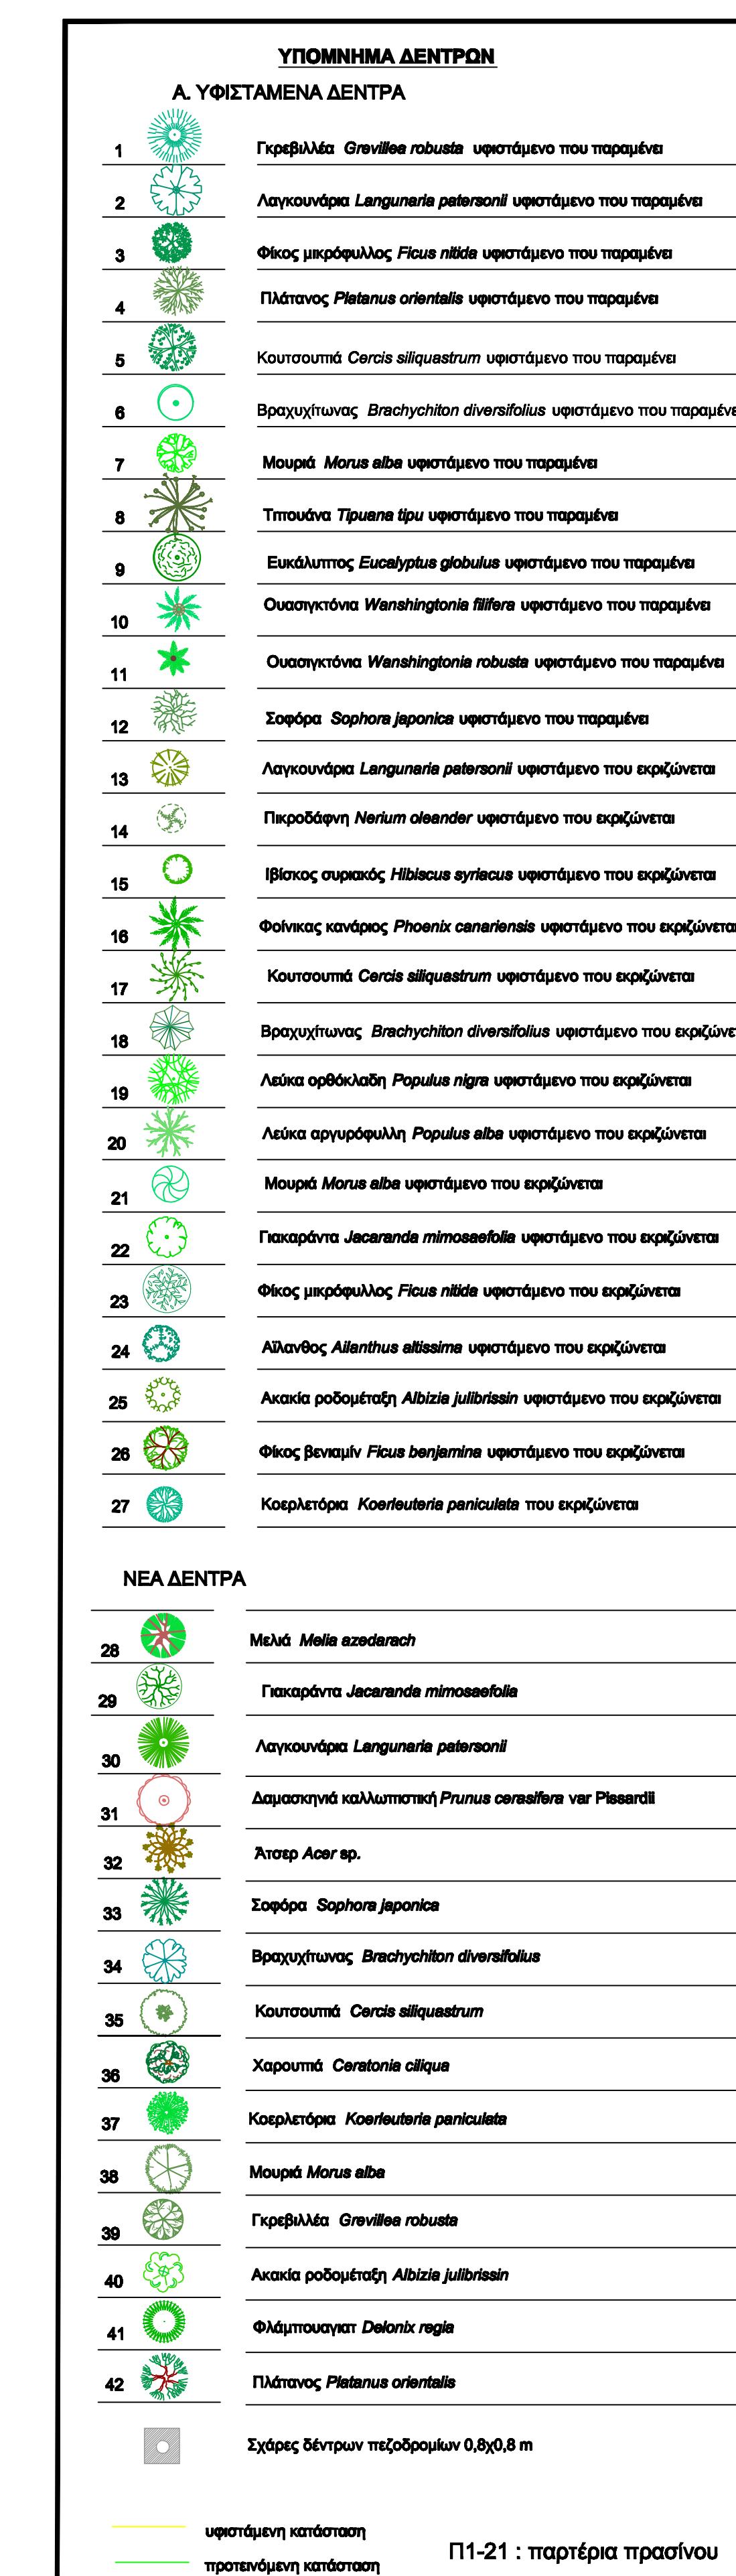 ΥΠΟΜΝΗΜΑ ΔΕΝΤΡΩΝ
Α. ΥΦΙΣΤΑΜΕΝΑ ΔΕΝΤΡΑ
1 Γκρεβιλλέα Grevillea robusta υφιστάμενο που παραμένει
2 Λαγκουνάρια Langunaria patersonii υφιστάμενο που παραμένει
3 Φίκος μικρόφυλλος Ficus nitida υφιστάμενο που παραμένει
4 Πλάτανος Platanus orientalis υφιστάμενο που παραμένει
5 Κουτσουπιά Cercis siliquastrum υφιστάμενο που παραμένει
6 Βραχυχίτωνας Brachychiton diversifolius υφιστάμενο που παραμένε
7 Μουριά Morus alba υφιστάμενο που παραμένει
8 Τιπουάνα Tipuana tipu υφιστάμενο που παραμένει
9 Ευκάλυπτος Eucalyptus globulus υφιστάμενο που παραμένει
10 Ουασιγκτόνια Wanshingtonia filifera υφιστάμενο που παραμένει
11 Ουασιγκτόνια Wanshingtonia robusta υφιστάμενο που παραμένει
12 Σοφόρα Sophora japonica υφιστάμενο που παραμένει
13 Λαγκουνάρια Langunaria patersonii υφιστάμενο που εκριζώνεται
14 Πικροδάφνη Nerium oleander υφιστάμενο που εκριζώνεται
15 Ιβίσκος συριακός Hibiscus syriacus υφιστάμενο που εκριζώνεται
16 Φοίνικας κανάριος Phoenix canariensis υφιστάμενο που εκριζώνεται
17 Κουτσουπιά Cercis siliquastrum υφιστάμενο που εκριζώνεται
18 Βραχυχίτωνας Brachychiton diversifolius υφιστάμενο που εκριζώνετ
19 Λεύκα ορθόκλαδη Populus nigra υφιστάμενο που εκριζώνεται
20 Λεύκα αργυρόφυλλη Populus alba υφιστάμενο που εκριζώνεται
21 Μουριά Morus alba υφιστάμενο που εκριζώνεται
22 Γιακαράντα Jacaranda mimosaefolia υφιστάμενο που εκριζώνεται
23 Φίκος μικρόφυλλος Ficus nitida υφιστάμενο που εκριζώνεται
24 Αϊλανθος Ailanthus altissima υφιστάμενο που εκριζώνεται
25 Ακακία ροδομέταξη Albizia julibrissin υφιστάμενο που εκριζώνεται
26 Φίκος βενιαμίν Ficus benjamina υφιστάμενο που εκριζώνεται
27 Κοερλετόρια Koerleuteria paniculata που εκριζώνεται
ΝΕΑ ΔΕΝΤΡΑ
28 Μελιά Melia azedarach
29 Γιακαράντα Jacaranda mimosaefolia
30 Λαγκουνάρια Langunaria patersonii
31 Δαμασκηνιά καλλωπιστική Prunus cerasifera var Pissardii
32 Άτσερ Acer sp.
33 Σοφόρα Sophora japonica
34 Βραχυχίτωνας Brachychiton diversifolius
35 Κουτσουπιά Cercis siliquastrum
36 Χαρουπιά Ceratonia ciliqua
37 Κοερλετόρια Koerleuteria paniculata
38 Μουριά Morus alba
39 Γκρεβιλλέα Grevillea robusta
40 Ακακία ροδομέταξη Albizia julibrissin
41 Φλάμπουαγιατ Delonix regia
42 Πλάτανος Platanus orientalis
Σχάρες δέντρων πεζοδρομίων 0,8χ0,8 m
υφιστάμενη κατάσταση
Π1-21 : παρτέρια πρασίνου
προτεινόμενη κατάσταση